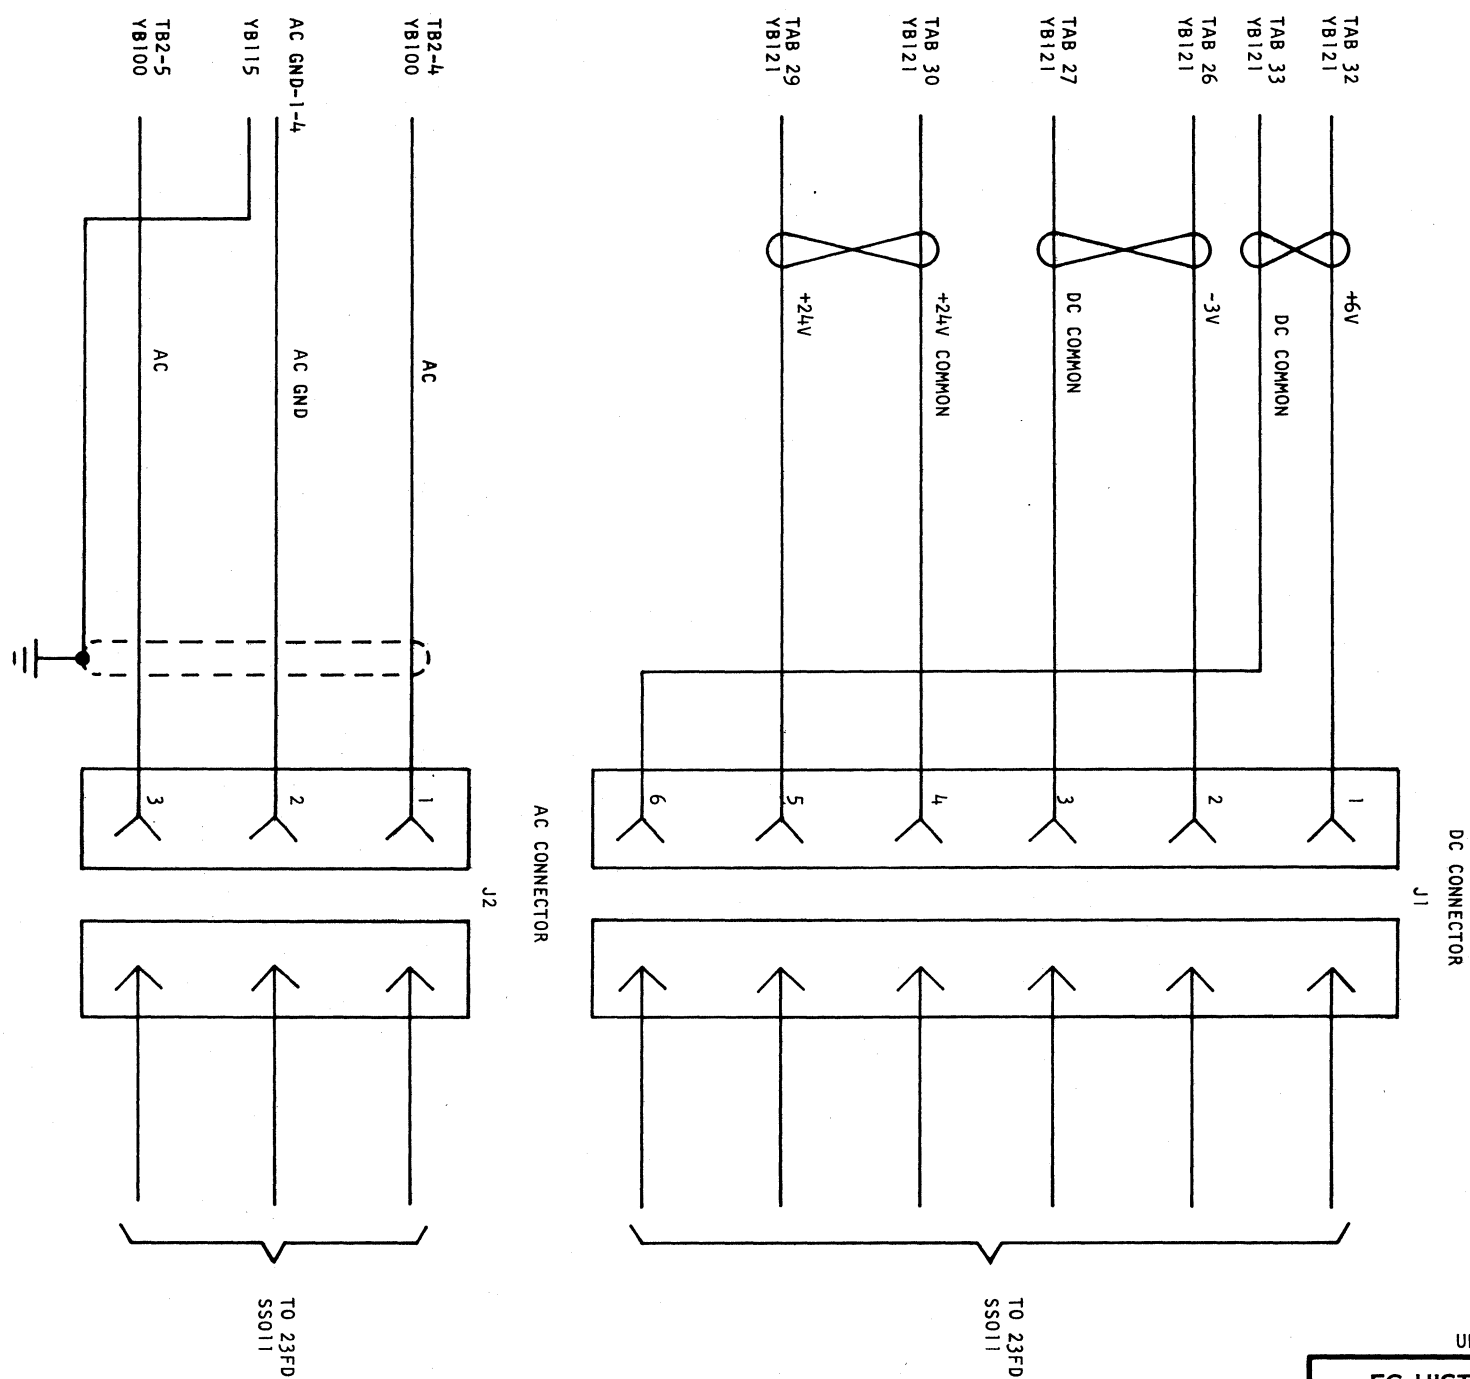 TAB 32
YB121
TAB 33
YB121
TAB 26
YB121
TAB 27
YB121
TAB 30
YB121
TAB 29
YB121
+6V
DC COMMON
-3V
DC COMMON
+24V COMMON
+24V
1
2
3
4
5
6
DC CONNECTOR
J1
TO 23FD
SS011
TB2-4
YB100
AC GND-1-4
YB115
TB2-5
YB100
AC
AC GND
AC
1
2
3
AC CONNECTOR
J2
TO 23FD
SS011